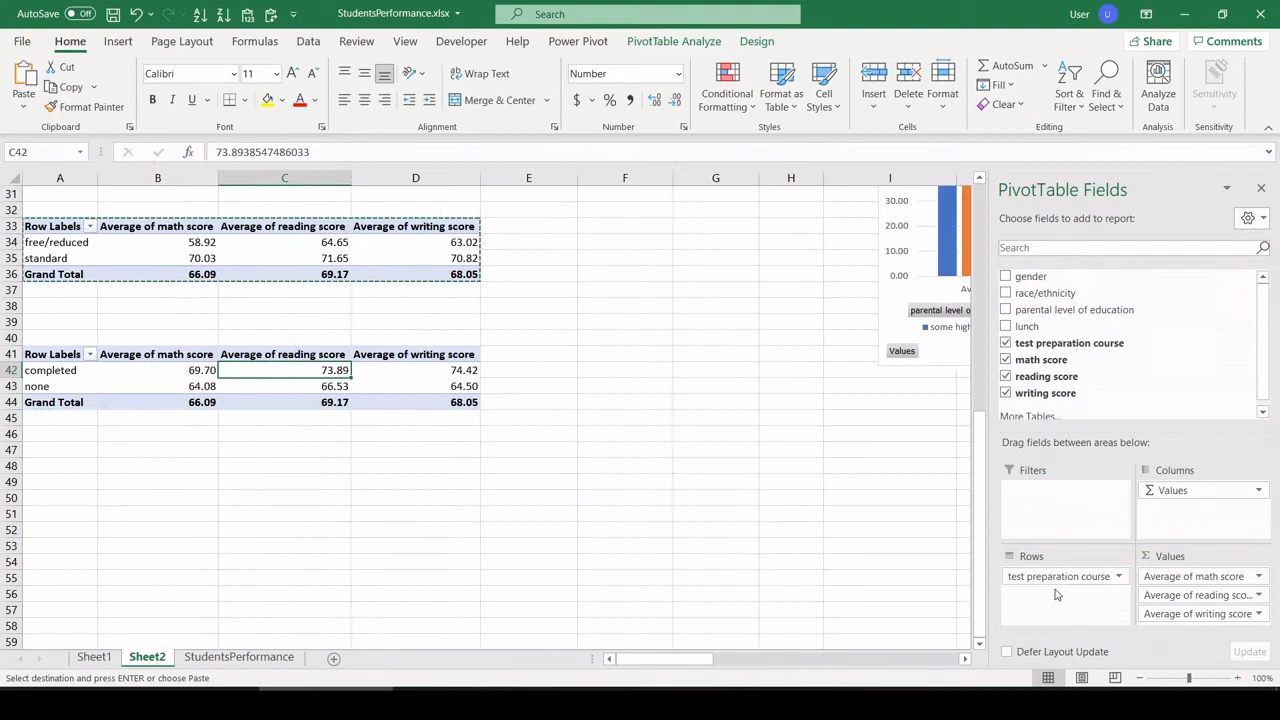 AutoSave Off StudentsPerformance.xlsx Search User U
File Home Insert Page Layout Formulas Data Review View Developer Help Power Pivot PivotTable Analyze Design Share Comments
Paste Cut Copy Format Painter Clipboard
Calibri 11 B I U A A Font
Wrap Text Merge & Center Alignment
Number $ % , Number
Conditional Formatting Format as Table Cell Styles Styles
Insert Delete Format Cells
AutoSum Fill Clear Sort & Filter Find & Select Editing
Analyze Data Analysis
Sensitivity Sensitivity
C42 fx 73.8938547486033
A B C D E F G H I
31
32
33 Row Labels Average of math score Average of reading score Average of writing score
34 free/reduced 58.92 64.65 63.02
35 standard 70.03 71.65 70.82
36 Grand Total 66.09 69.17 68.05
37
38
39
40
41 Row Labels Average of math score Average of reading score Average of writing score
42 completed 69.70 73.89 74.42
43 none 64.08 66.53 64.50
44 Grand Total 66.09 69.17 68.05
45
46
47
48
49
50
51
52
53
54
55
56
57
58
59
30.00
20.00
10.00
0.00
Av
parental level o
some high
Values
PivotTable Fields
Choose fields to add to report:
Search
gender
race/ethnicity
parental level of education
lunch
test preparation course
math score
reading score
writing score
More Tables...
Drag fields between areas below:
Filters Columns
Σ Values
Rows Σ Values
test preparation course Average of math score
Average of reading sco...
Average of writing score
Defer Layout Update Update
Sheet1 Sheet2 StudentsPerformance
Select destination and press ENTER or choose Paste 100%